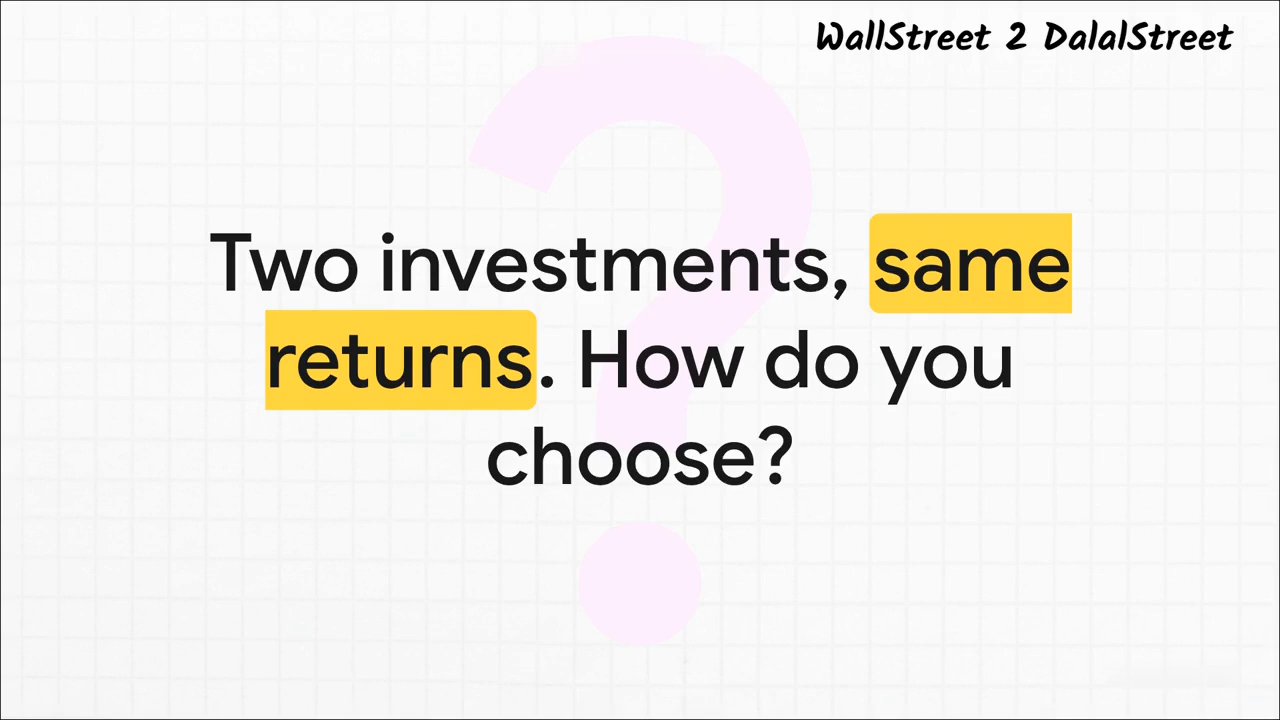 WallStreet 2 DalalStreet
Two investments, same
returns. How do you
choose?